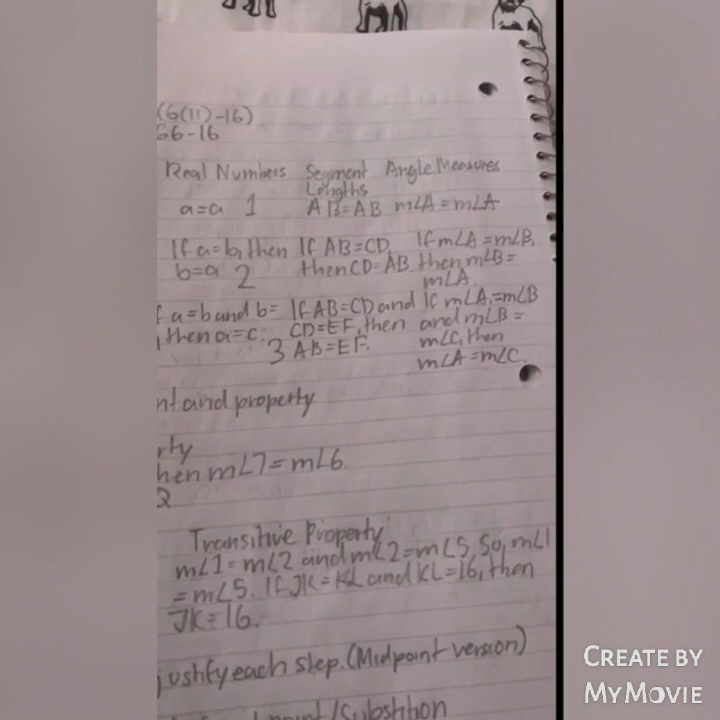 (6(11)-16)
66-16
Real Numbers Segment Lengths Angle Measures
a=a 1 AB=AB m∠A=m∠A
If a=b, then If AB=CD, If m∠A=m∠B,
b=a 2 then CD=AB. then m∠B=
m∠A.
f a=b and b= If AB=CD and If m∠A=m∠B
, then a=c. CD=EF, then and m∠B=
3 AB=EF. m∠C, then
m∠A=m∠C.
nt and property
rty
hen m∠7=m∠6
2
Transitive Property
m∠1=m∠2 and m∠2=m∠5, So, m∠1
=m∠5. If JK=KL and KL=16, then
JK=16.
justify each step. (Midpoint version)
CREATE BY
MYMOVIE